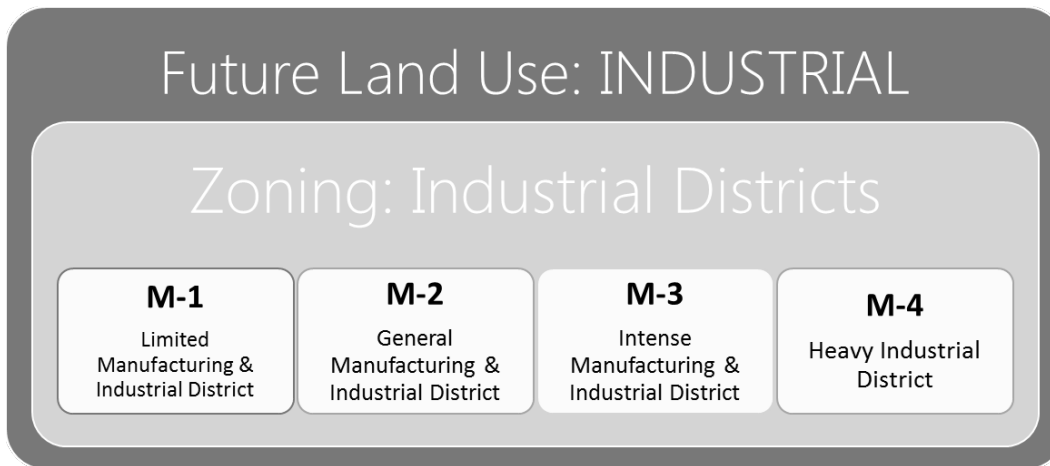 Future Land Use: INDUSTRIAL
Zoning: Industrial Districts
M-1
Limited
Manufacturing &
Industrial District
M-2
General
Manufacturing &
Industrial District
M-3
Intense
Manufacturing &
Industrial District
M-4
Heavy Industrial
District